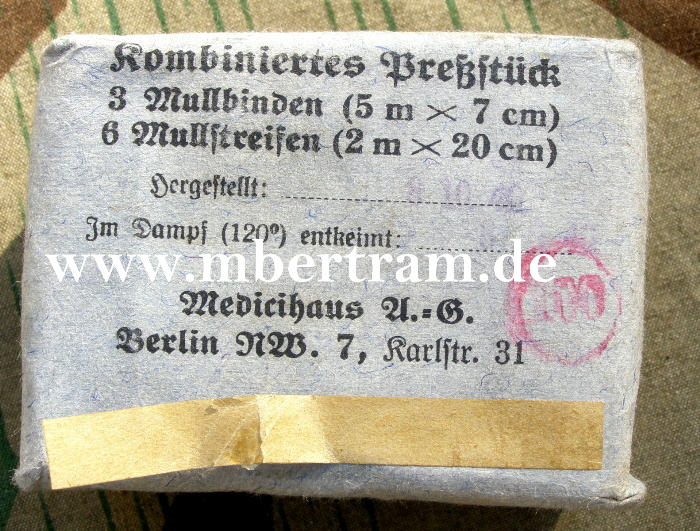 Kombiniertes Preßstück
3 Mullbinden (5 m × 7 cm)
6 Mullstreifen (2 m × 20 cm)
Hergestellt:
Im Dampf (120°) entkeimt:
www.mbertram.de
Medicihaus A.=G.
Berlin NW. 7, Karlstr. 31